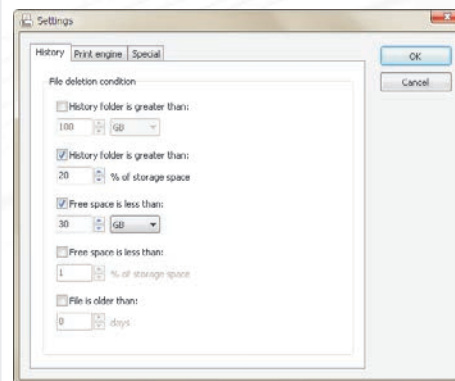 Settings
History Print engine Special
OK
Cancel
File deletion condition
History folder is greater than:
100 GB
History folder is greater than:
20 % of storage space
Free space is less than:
30 GB
Free space is less than:
1 % of storage space
File is older than:
0 days